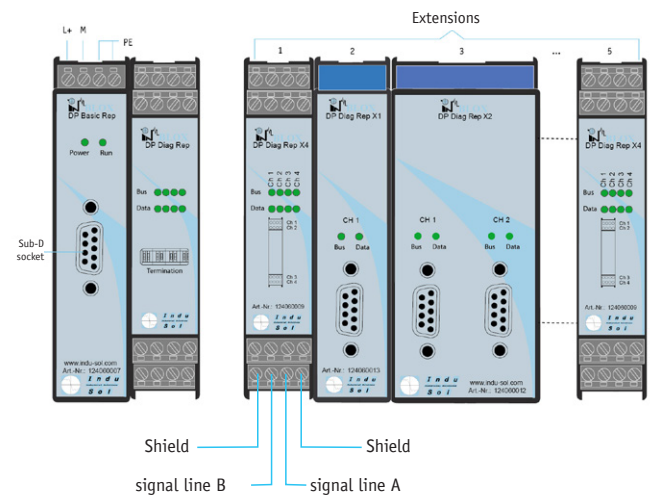 Extensions
L+ M
PE
1 2 3 ... 5
DP Basic Rep
Power Run
Sub-D
socket
www.indu-sol.com
Art.-Nr.: 124060007
Indu
Sol
DP Diag Rep
Bus
Data
Termination
Indu
Sol
DP Diag Rep X4
Ch 1
Ch 2
Ch 3
Ch 4
Bus
Data
Ch 1
Ch 2
Ch 3
Ch 4
Art.-Nr.: 124060009
Indu
Sol
DP Diag Rep X1
CH 1
Bus Data
Art.-Nr.: 124060013
Indu
Sol
DP Diag Rep X2
CH 1
Bus Data
CH 2
Bus Data
Indu
Sol
www.indu-sol.com
Art.-Nr.: 124060012
DP Diag Rep X4
Ch 1
Ch 2
Ch 3
Ch 4
Bus
Data
Ch 1
Ch 2
Ch 3
Ch 4
Art.-Nr.: 124060009
Indu
Sol
Shield
Shield
signal line B
signal line A